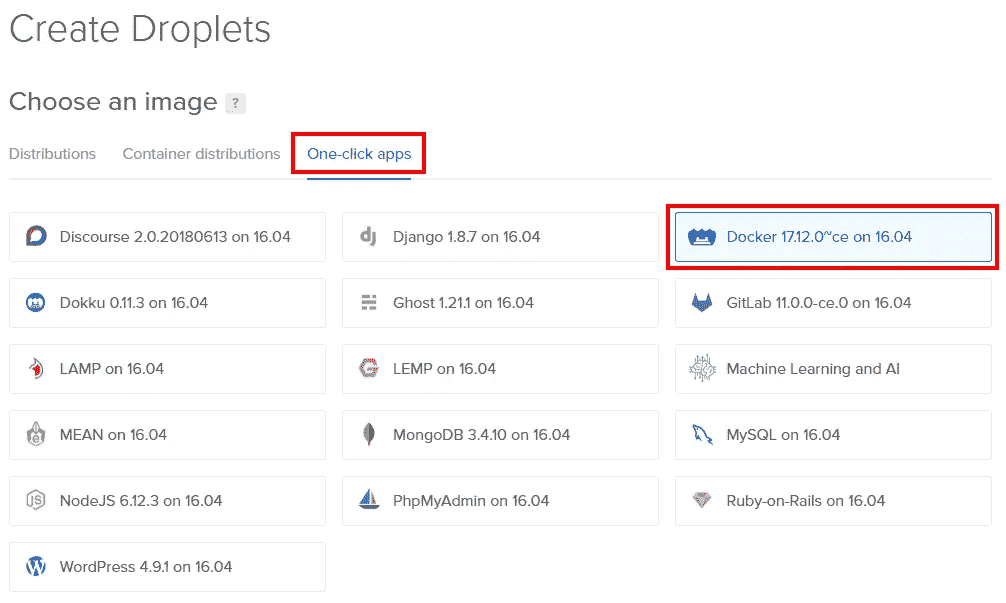 Create Droplets
Choose an image ?
Distributions Container distributions One-click apps
Discourse 2.0.20180613 on 16.04 Django 1.8.7 on 16.04 Docker 17.12.0~ce on 16.04
Dokku 0.11.3 on 16.04 Ghost 1.21.1 on 16.04 GitLab 11.0.0-ce.0 on 16.04
LAMP on 16.04 LEMP on 16.04 Machine Learning and AI
MEAN on 16.04 MongoDB 3.4.10 on 16.04 MySQL on 16.04
NodeJS 6.12.3 on 16.04 PhpMyAdmin on 16.04 Ruby-on-Rails on 16.04
WordPress 4.9.1 on 16.04